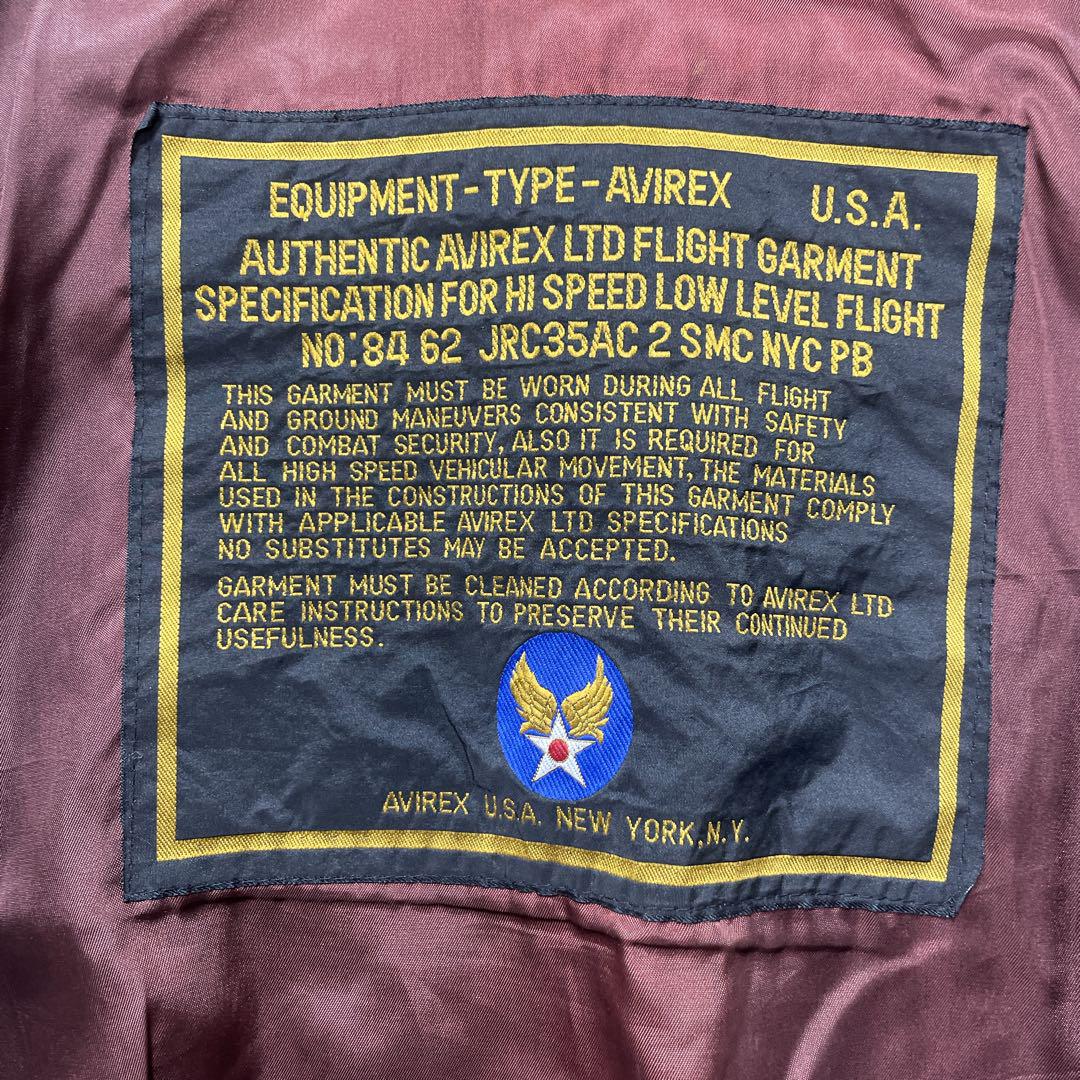 EQUIPMENT-TYPE-AVIREX U.S.A.
AUTHENTIC AVIREX LTD FLIGHT GARMENT
SPECIFICATION FOR HI SPEED LOW LEVEL FLIGHT
NO:84 62 JRC35AC 2 SMC NYC PB
THIS GARMENT MUST BE WORN DURING ALL FLIGHT
AND GROUND MANEUVERS CONSISTENT WITH SAFETY
AND COMBAT SECURITY, ALSO IT IS REQUIRED FOR
ALL HIGH SPEED VEHICULAR MOVEMENT, THE MATERIALS
USED IN THE CONSTRUCTIONS OF THIS GARMENT COMPLY
WITH APPLICABLE AVIREX LTD SPECIFICATIONS
NO SUBSTITUTES MAY BE ACCEPTED.
GARMENT MUST BE CLEANED ACCORDING TO AVIREX LTD
CARE INSTRUCTIONS TO PRESERVE THEIR CONTINUED
USEFULNESS.
AVIREX U.S.A. NEW YORK, N.Y.